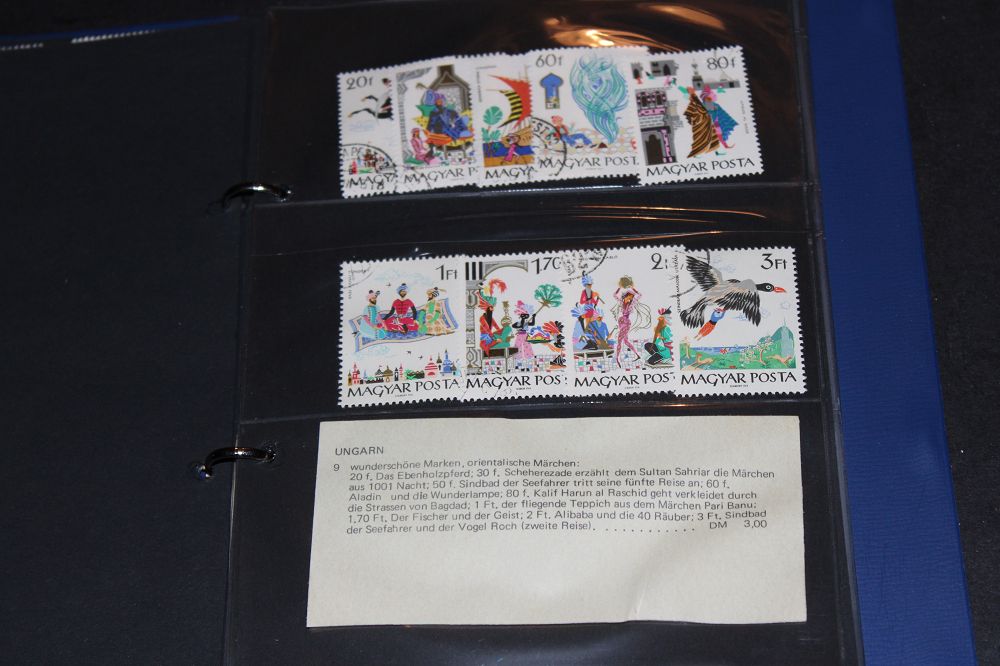 20f
60f
80f
MAGYAR P
MAGYAR P
MAGYAR POST
MAGYAR POSTA
1Ft
1.70
2
3Ft
MAGYAR POSTA
MAGYAR POS
MAGYAR POST
MAGYAR POSTA
UNGARN
9 wunderschöne Marken, orientalische Märchen:
20 f. Das Ebenholzpferd; 30 f. Scheherezade erzählt dem Sultan Sahriar die Märchen
aus 1001 Nacht; 50 f. Sindbad der Seefahrer tritt seine fünfte Reise an; 60 f.
Aladin und die Wunderlampe; 80 f. Kalif Harun al Raschid geht verkleidet durch
die Strassen von Bagdad; 1 Ft. der fliegende Teppich aus dem Märchen Pari Banu;
1,70 Ft. Der Fischer und der Geist; 2 Ft. Alibaba und die 40 Räuber; 3 Ft. Sindbad
der Seefahrer und der Vogel Roch (zweite Reise). . . . . . . . . . . . DM 3,00